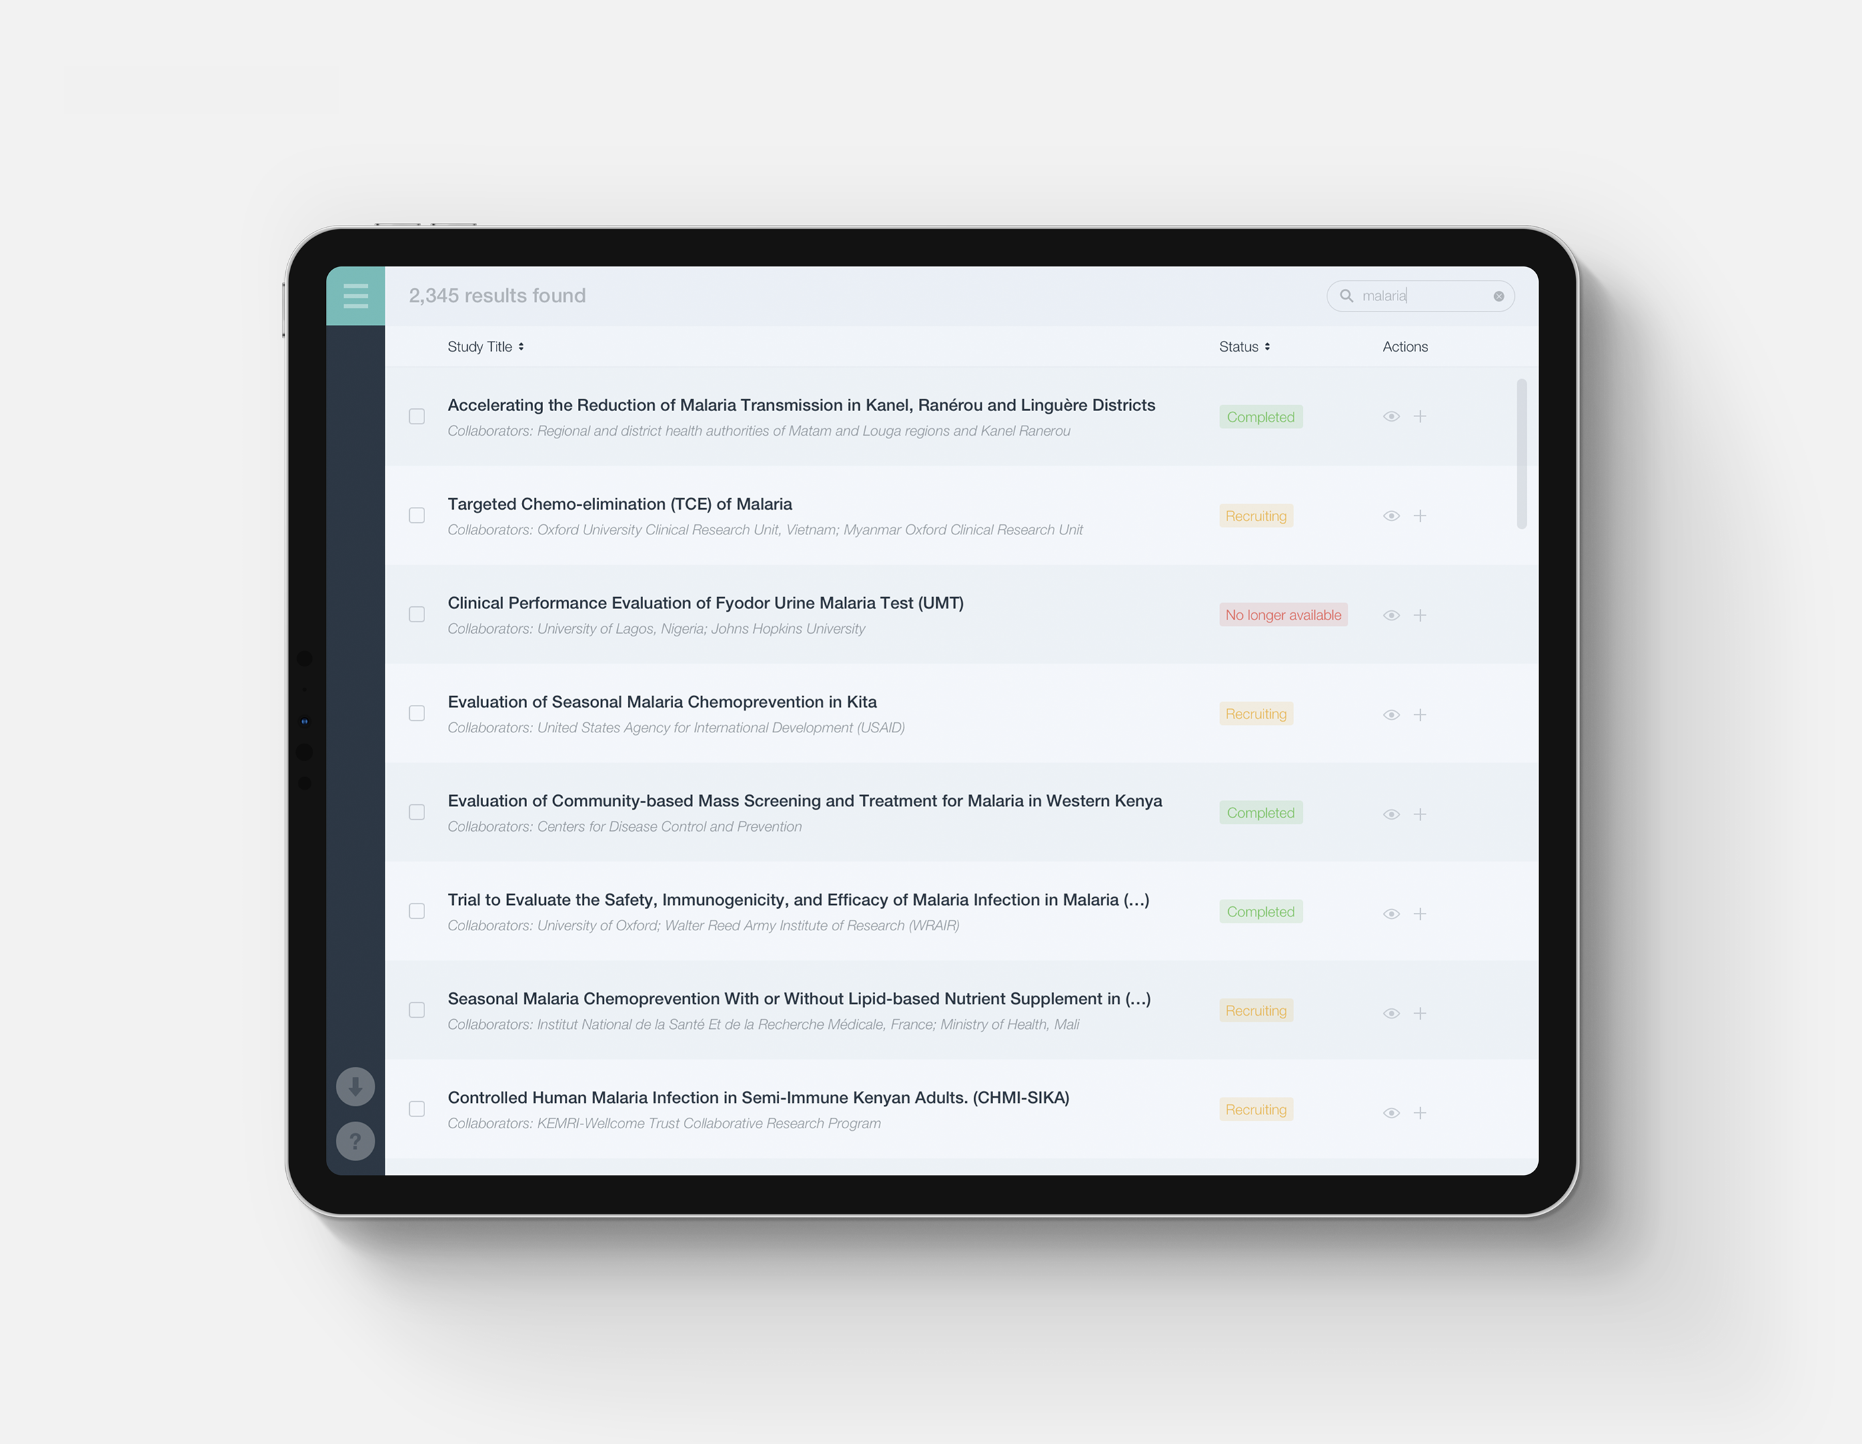 2,345 results found
malaria
Study Title
Status
Actions
Accelerating the Reduction of Malaria Transmission in Kanel, Ranérou and Linguère Districts
Collaborators: Regional and district health authorities of Matam and Louga regions and Kanel Ranerou
Completed
Targeted Chemo-elimination (TCE) of Malaria
Collaborators: Oxford University Clinical Research Unit, Vietnam; Myanmar Oxford Clinical Research Unit
Recruiting
Clinical Performance Evaluation of Fyodor Urine Malaria Test (UMT)
Collaborators: University of Lagos, Nigeria; Johns Hopkins University
No longer available
Evaluation of Seasonal Malaria Chemoprevention in Kita
Collaborators: United States Agency for International Development (USAID)
Recruiting
Evaluation of Community-based Mass Screening and Treatment for Malaria in Western Kenya
Collaborators: Centers for Disease Control and Prevention
Completed
Trial to Evaluate the Safety, Immunogenicity, and Efficacy of Malaria Infection in Malaria (...)
Collaborators: University of Oxford; Walter Reed Army Institute of Research (WRAIR)
Completed
Seasonal Malaria Chemoprevention With or Without Lipid-based Nutrient Supplement in (...)
Collaborators: Institut National de la Santé Et de la Recherche Médicale, France; Ministry of Health, Mali
Recruiting
Controlled Human Malaria Infection in Semi-Immune Kenyan Adults. (CHMI-SIKA)
Collaborators: KEMRI-Wellcome Trust Collaborative Research Program
Recruiting
?